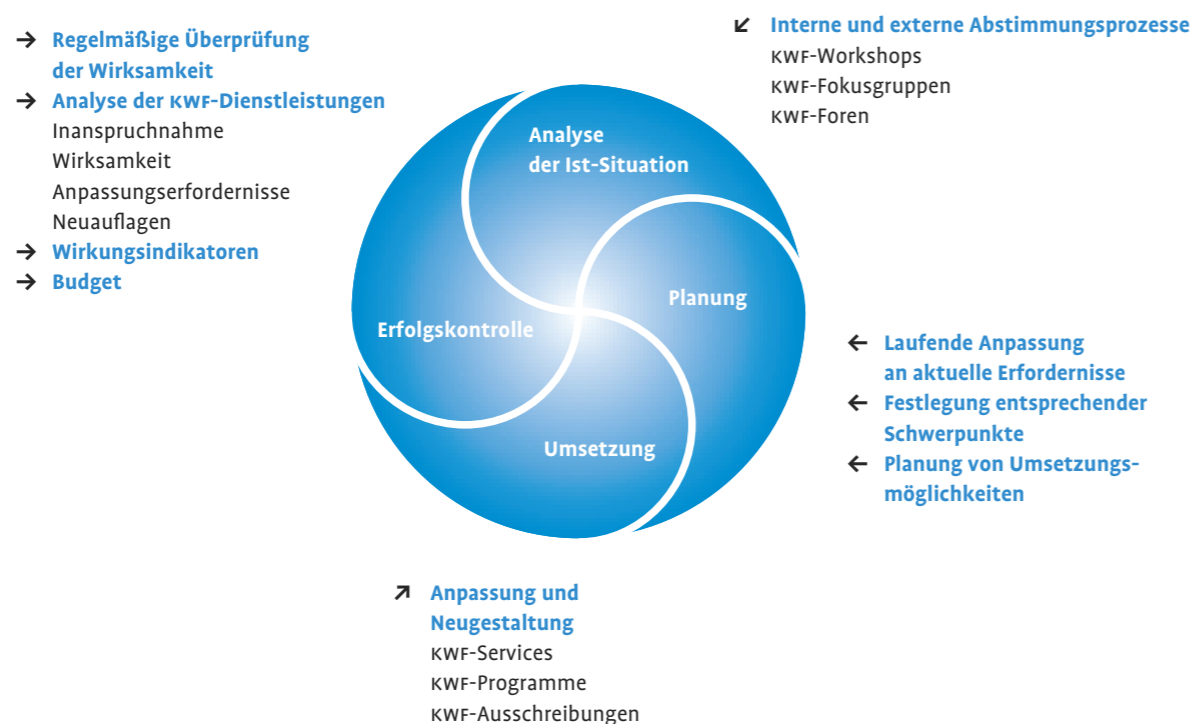 → Regelmäßige Überprüfung
der Wirksamkeit
→ Analyse der KWF-Dienstleistungen
Inanspruchnahme
Wirksamkeit
Anpassungserfordernisse
Neuauflagen
→ Wirkungsindikatoren
→ Budget
↙ Interne und externe Abstimmungsprozesse
KWF-Workshops
KWF-Fokusgruppen
KWF-Foren
Analyse
der Ist-Situation
Planung
Erfolgskontrolle
Umsetzung
← Laufende Anpassung
an aktuelle Erfordernisse
← Festlegung entsprechender
Schwerpunkte
← Planung von Umsetzungs-
möglichkeiten
↗ Anpassung und
Neugestaltung
KWF-Services
KWF-Programme
KWF-Ausschreibungen